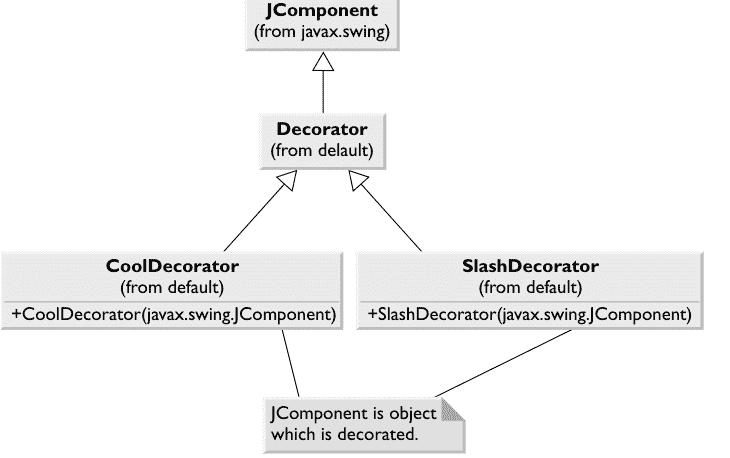 JComponent
(from javax.swing)
Decorator
(from delault)
CoolDecorator
(from default)
+CoolDecorator(javax.swing.JComponent)
SlashDecorator
(from default)
+SlashDecorator(javax.swing.JComponent)
JComponent is object
which is decorated.